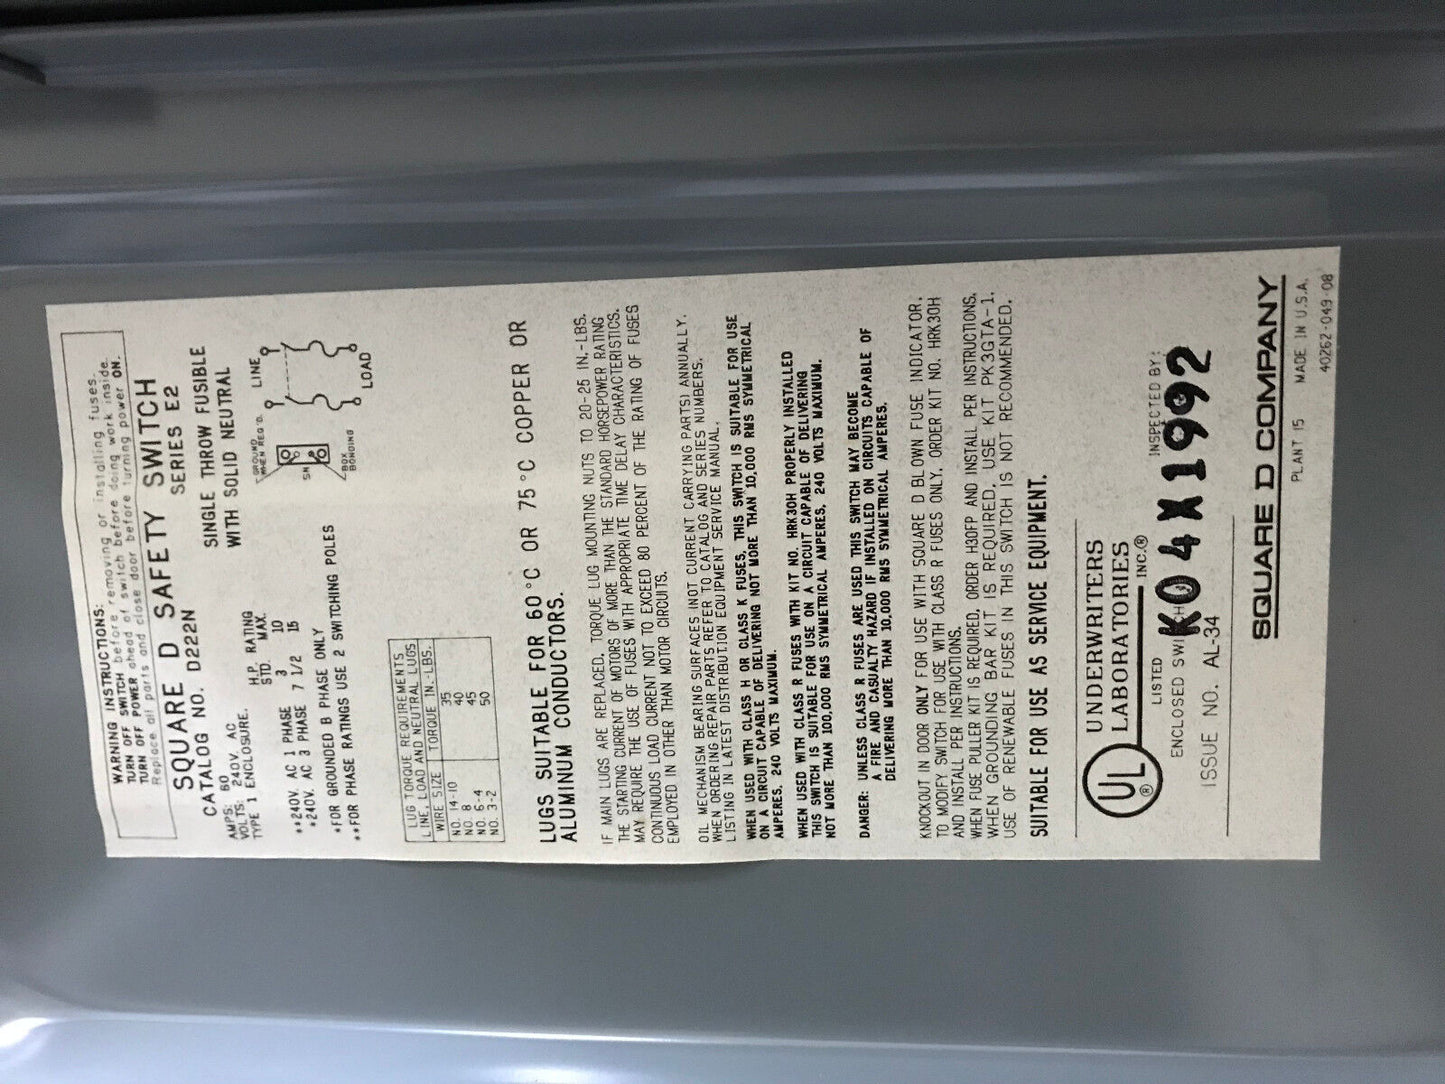 WARNING INSTRUCTIONS:
TURN OFF SWITCH before removing or installing fuses.
TURN OFF POWER ahead of switch before doing work inside.
Replace all parts and close door before turning power ON.
SQUARE D SAFETY SWITCH
CATALOG NO. D222N SERIES E2
AMPS: 60
VOLTS: 240V. AC
TYPE 1 ENCLOSURE.
SINGLE THROW FUSIBLE
WITH SOLID NEUTRAL
H.P. RATING
STD. MAX.
**240V. AC 1 PHASE 3 10
*240V. AC 3 PHASE 7 1/2 15
*FOR GROUNDED B PHASE ONLY
**FOR PHASE RATINGS USE 2 SWITCHING POLES
GROUND
WHEN REQ'D.
LINE
SN
BOX
BONDING
LOAD
LUG TORQUE REQUIREMENTS
LINE, LOAD AND NEUTRAL LUGS
WIRE SIZE TORQUE IN.-LBS.
NO. 14-10 35
NO. 8 40
NO. 6-4 45
NO. 3-2 50
LUGS SUITABLE FOR 60°C OR 75°C COPPER OR
ALUMINUM CONDUCTORS.
IF MAIN LUGS ARE REPLACED, TORQUE LUG MOUNTING NUTS TO 20-25 IN.-LBS.
THE STARTING CURRENT OF MOTORS OF MORE THAN THE STANDARD HORSEPOWER RATING
MAY REQUIRE THE USE OF FUSES WITH APPROPRIATE TIME DELAY CHARACTERISTICS.
CONTINUOUS LOAD CURRENT NOT TO EXCEED 80 PERCENT OF THE RATING OF FUSES
EMPLOYED IN OTHER THAN MOTOR CIRCUITS.
OIL MECHANISM BEARING SURFACES (NOT CURRENT CARRYING PARTS) ANNUALLY.
WHEN ORDERING REPAIR PARTS REFER TO CATALOG AND SERIES NUMBERS.
LISTING IN LATEST DISTRIBUTION EQUIPMENT SERVICE MANUAL.
WHEN USED WITH CLASS H OR CLASS K FUSES, THIS SWITCH IS SUITABLE FOR USE
ON A CIRCUIT CAPABLE OF DELIVERING NOT MORE THAN 10,000 RMS SYMMETRICAL
AMPERES, 240 VOLTS MAXIMUM.
WHEN USED WITH CLASS R FUSES WITH KIT NO. HRK30H PROPERLY INSTALLED
THIS SWITCH IS SUITABLE FOR USE ON A CIRCUIT CAPABLE OF DELIVERING
NOT MORE THAN 100,000 RMS SYMMETRICAL AMPERES, 240 VOLTS MAXIMUM.
DANGER: UNLESS CLASS R FUSES ARE USED THIS SWITCH MAY BECOME
A FIRE AND CASUALTY HAZARD IF INSTALLED ON CIRCUITS CAPABLE OF
DELIVERING MORE THAN 10,000 RMS SYMMETRICAL AMPERES.
KNOCKOUT IN DOOR ONLY FOR USE WITH SQUARE D BLOWN FUSE INDICATOR.
TO MODIFY SWITCH FOR USE WITH CLASS R FUSES ONLY, ORDER KIT NO. HRK30H
AND INSTALL PER INSTRUCTIONS.
WHEN FUSE PULLER KIT IS REQUIRED, ORDER H30FP AND INSTALL PER INSTRUCTIONS.
WHEN GROUNDING BAR KIT IS REQUIRED, USE KIT PK3GTA-1.
USE OF RENEWABLE FUSES IN THIS SWITCH IS NOT RECOMMENDED.
SUITABLE FOR USE AS SERVICE EQUIPMENT.
UL ®
UNDERWRITERS
LABORATORIES
INC.®
LISTED
INSPECTED BY:
ENCLOSED SWITCH
K04X1992
ISSUE NO. AL-34
SQUARE D COMPANY
PLANT 15 MADE IN U.S.A.
40262-049-08